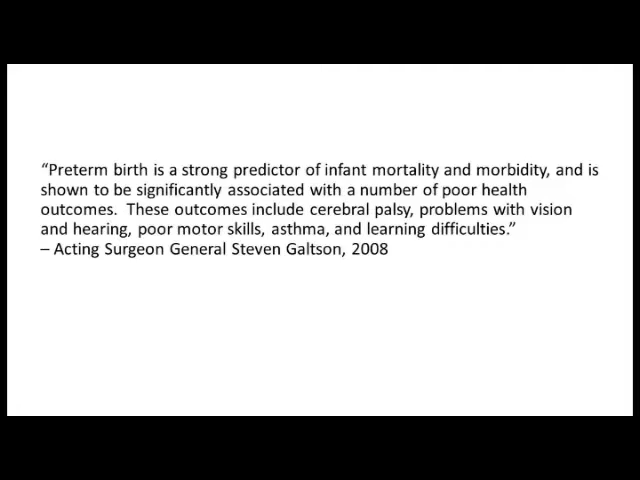 “Preterm birth is a strong predictor of infant mortality and morbidity, and is
shown to be significantly associated with a number of poor health
outcomes.  These outcomes include cerebral palsy, problems with vision
and hearing, poor motor skills, asthma, and learning difficulties.”
– Acting Surgeon General Steven Galtson, 2008